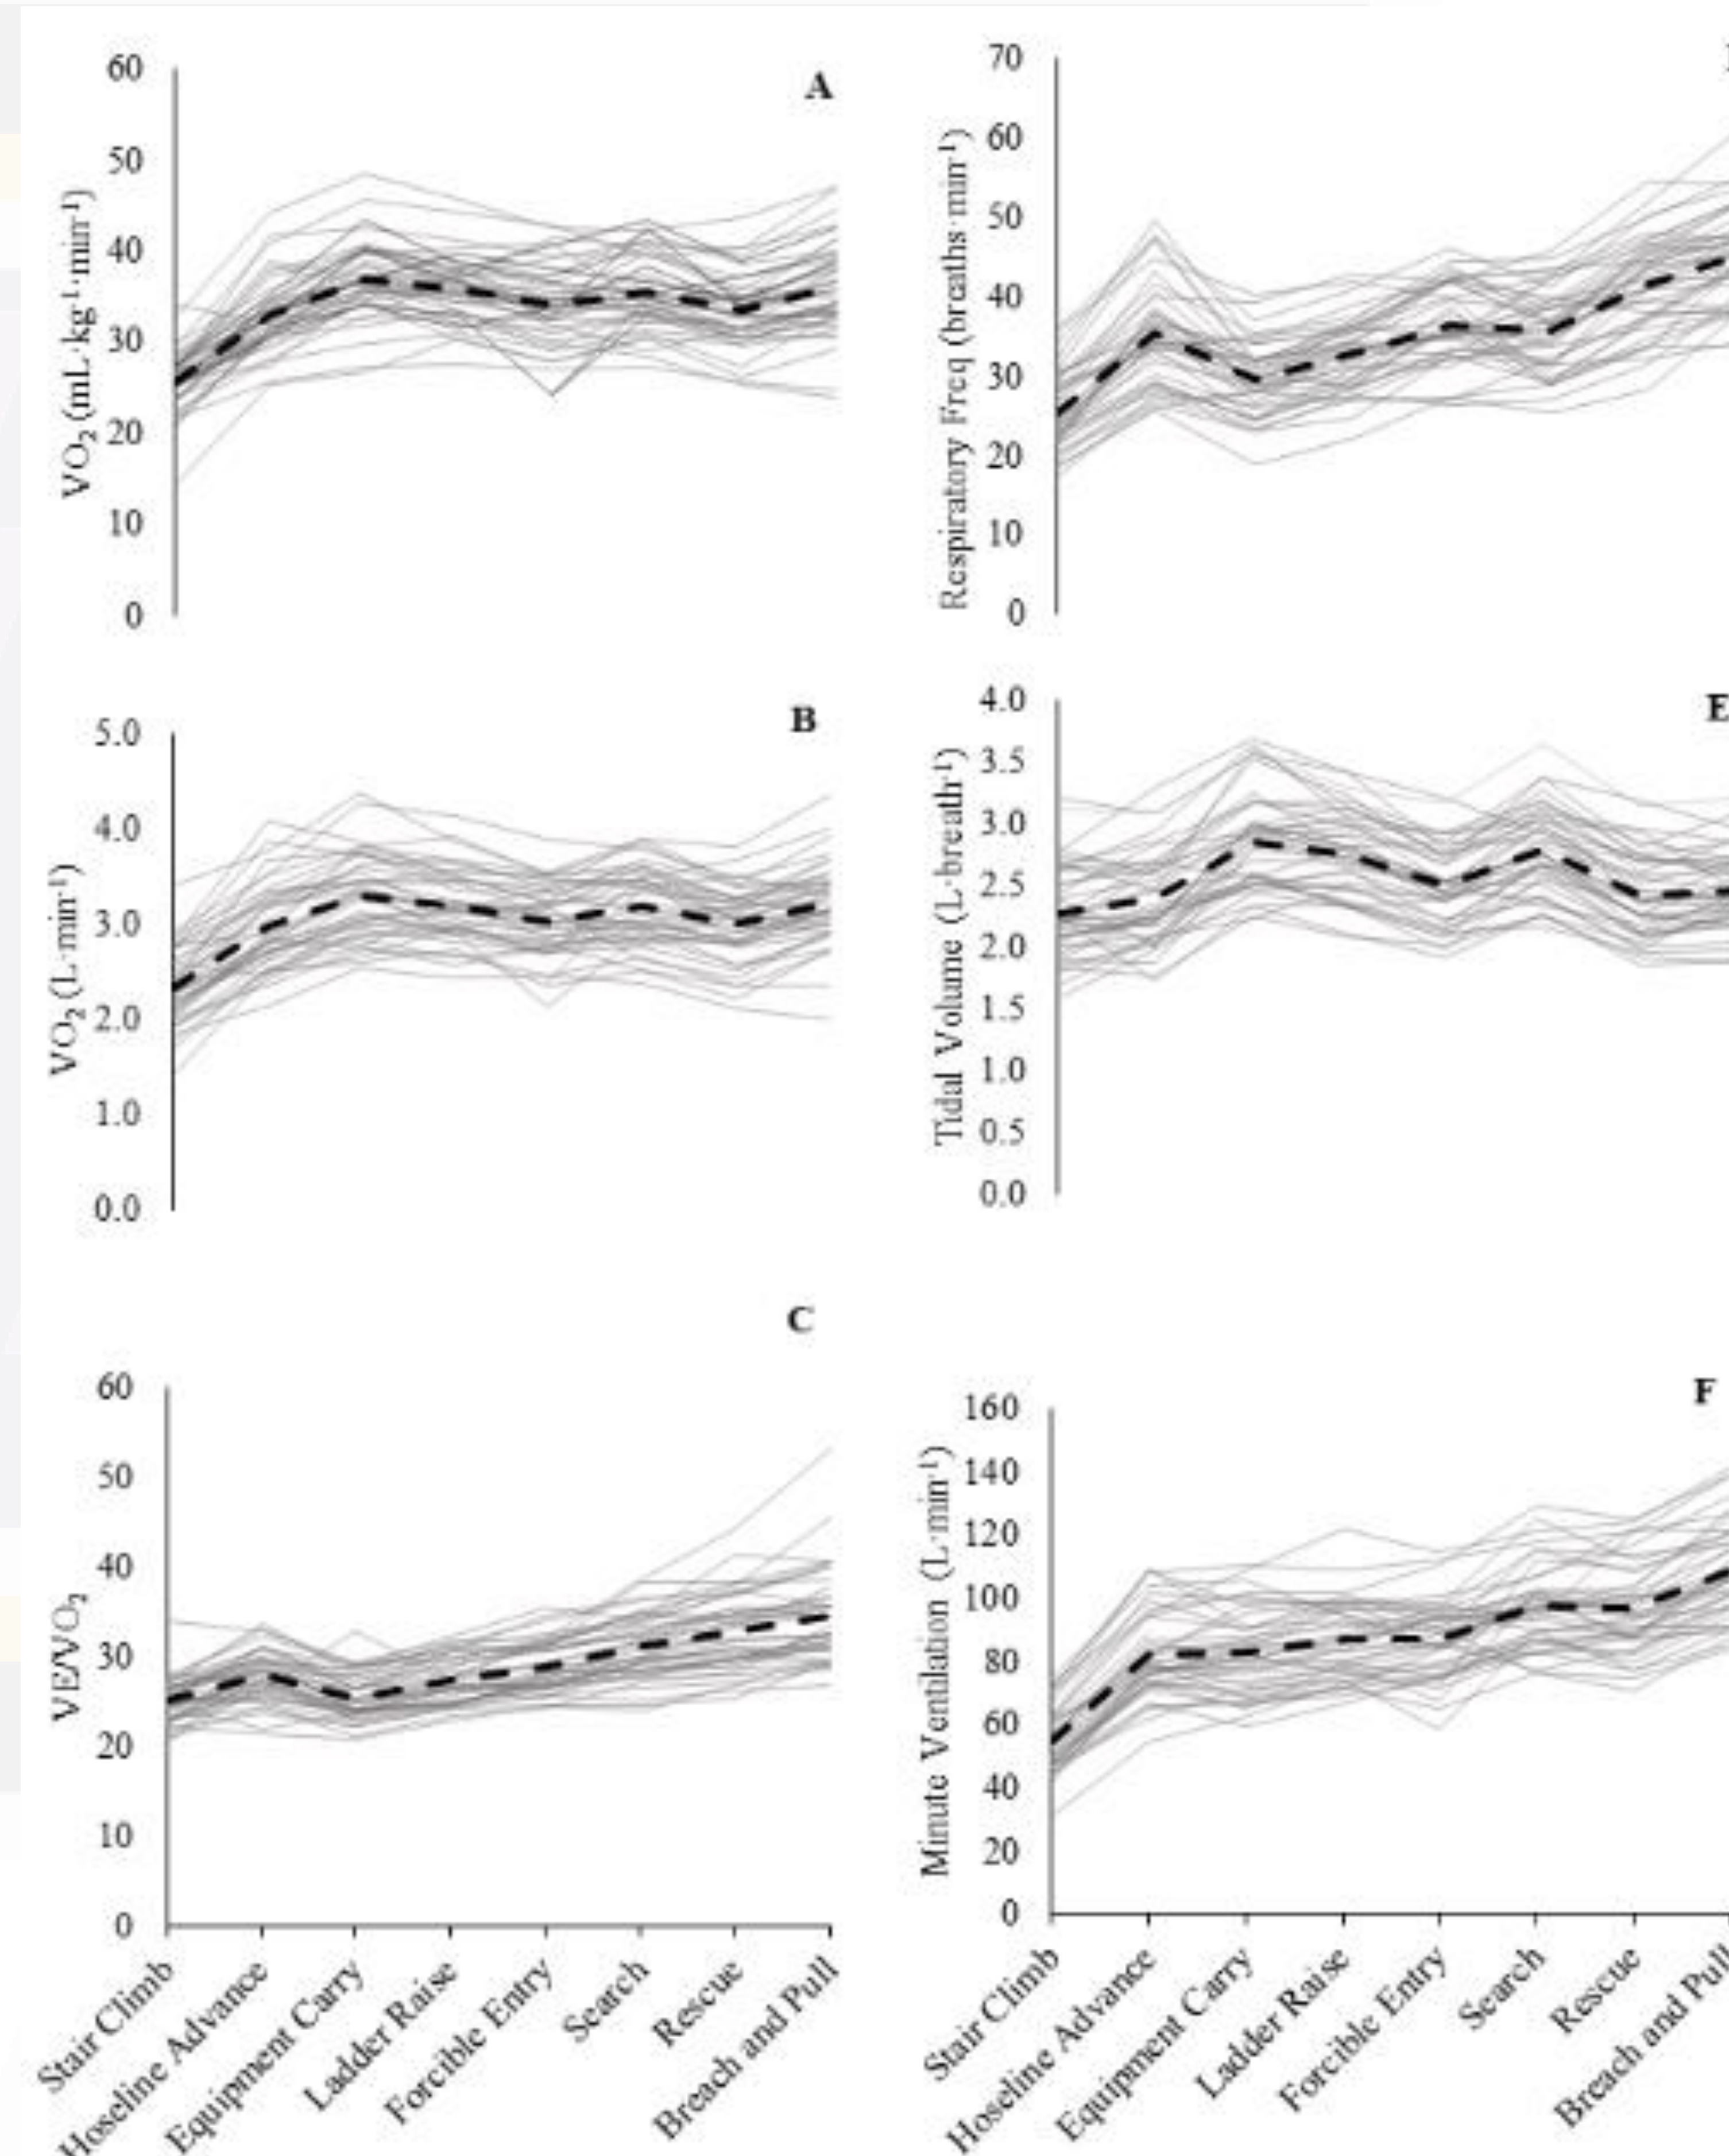 A
60
50
40
30
20
10
0
VO2 (mL·kg-1·min-1)
70
60
50
40
30
20
10
0
Respiratory Freq (breaths·min-1)
B
5.0
4.0
3.0
2.0
1.0
0.0
VO2 (L·min-1)
E
4.0
3.5
3.0
2.5
2.0
1.5
1.0
0.5
0.0
Tidal Volume (L·breath-1)
C
60
50
40
30
20
10
0
VE/VO2
Stair Climb
Hoseline Advance
Equipment Carry
Ladder Raise
Forcible Entry
Search
Rescue
Breach and Pull
F
160
140
120
100
80
60
40
20
0
Minute Ventilation (L·min-1)
Stair Climb
Hoseline Advance
Equipment Carry
Ladder Raise
Forcible Entry
Search
Rescue
Breach and Pull